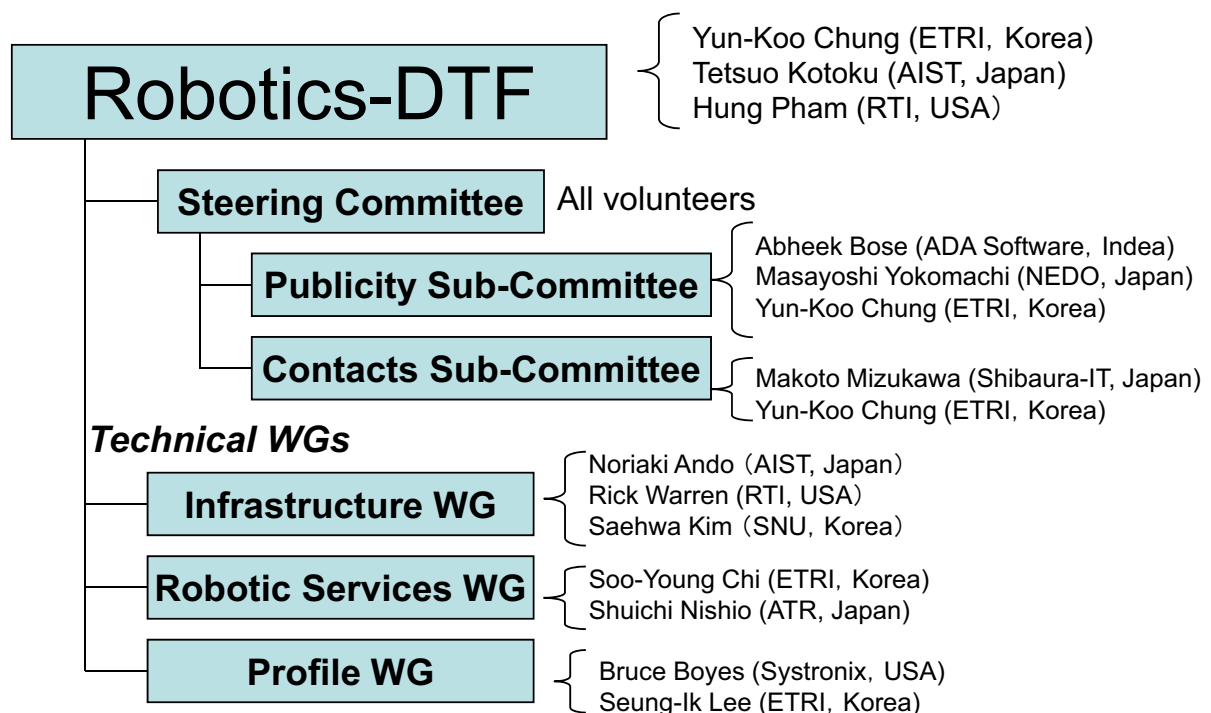 Robotics-DTF
Yun-Koo Chung (ETRI, Korea)
Tetsuo Kotoku (AIST, Japan)
Hung Pham (RTI, USA）
Steering Committee
All volunteers
Publicity Sub-Committee
Abheek Bose (ADA Software, Indea)
Masayoshi Yokomachi (NEDO, Japan)
Yun-Koo Chung (ETRI, Korea)
Contacts Sub-Committee
Makoto Mizukawa (Shibaura-IT, Japan)
Yun-Koo Chung (ETRI, Korea)
Technical WGs
Infrastructure WG
Noriaki Ando（AIST, Japan）
Rick Warren (RTI, USA）
Saehwa Kim（SNU, Korea）
Robotic Services WG
Soo-Young Chi (ETRI, Korea)
Shuichi Nishio (ATR, Japan)
Profile WG
Bruce Boyes (Systronix, USA)
Seung-Ik Lee (ETRI, Korea)